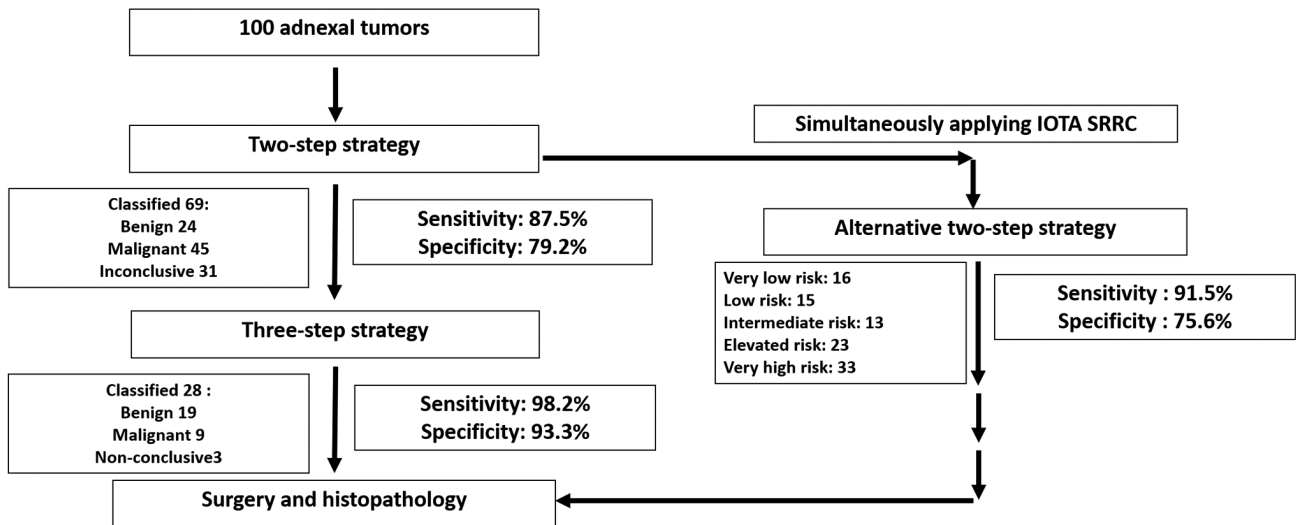 100 adnexal tumors
Two-step strategy
Classified 69:
Benign 24
Malignant 45
Inconclusive 31
Sensitivity: 87.5%
Specificity: 79.2%
Three-step strategy
Classified 28 :
Benign 19
Malignant 9
Non-conclusive3
Sensitivity: 98.2%
Specificity: 93.3%
Surgery and histopathology
Simultaneously applying IOTA SRRC
Alternative two-step strategy
Very low risk: 16
Low risk: 15
Intermediate risk: 13
Elevated risk: 23
Very high risk: 33
Sensitivity : 91.5%
Specificity : 75.6%